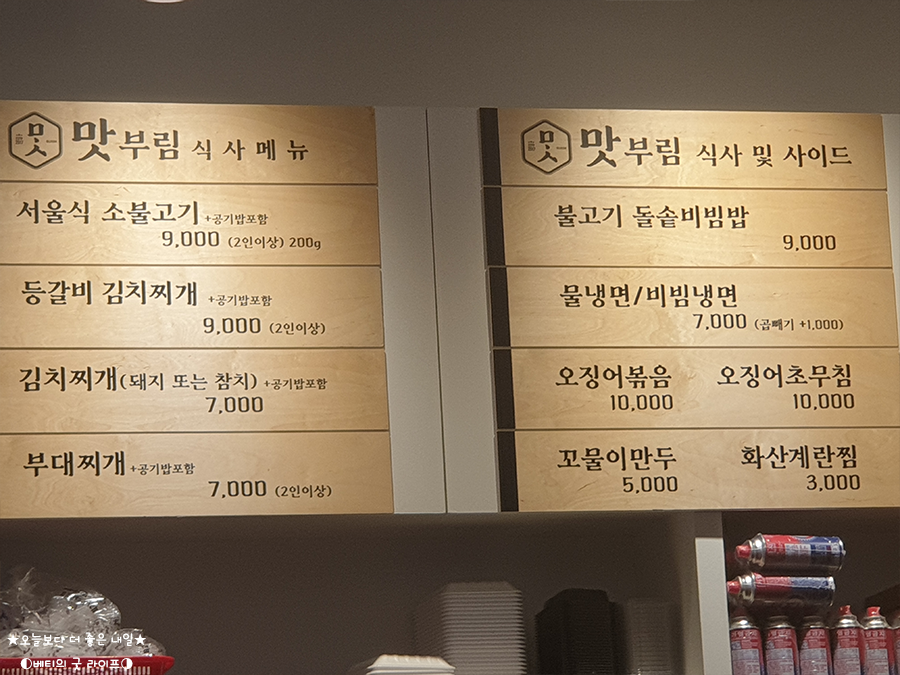 맛 맛부림 식사메뉴
서울식 소불고기 +공기밥포함
9,000 (2인이상) 200g
등갈비 김치찌개 +공기밥포함
9,000 (2인이상)
김치찌개(돼지 또는 참치) +공기밥포함
7,000
부대찌개 +공기밥포함
7,000 (2인이상)
맛 맛부림 식사 및 사이드
불고기 돌솥비빔밥
9,000
물냉면/비빔냉면
7,000 (곱빼기 +1,000)
오징어볶음 오징어초무침
10,000 10,000
꼬물이만두 화산계란찜
5,000 3,000
★오늘보단 더 좋은 내일★
◐베티의 굿 라이프◑